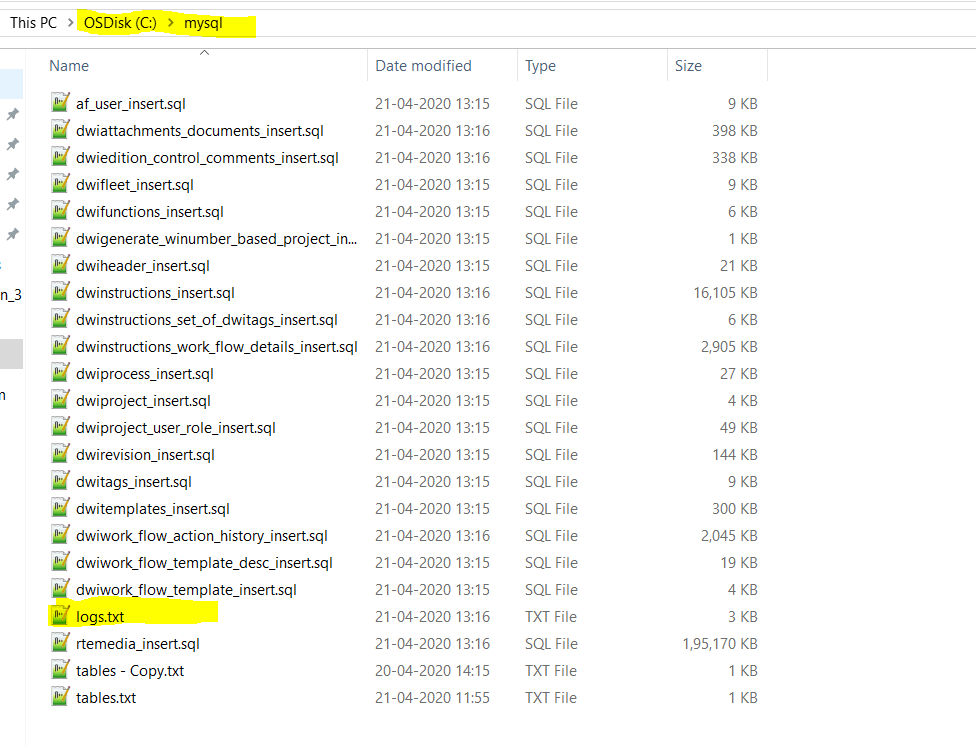 This PC > OSDisk (C:) > mysql
Name Date modified Type Size
af_user_insert.sql 21-04-2020 13:15 SQL File 9 KB
dwiattachments_documents_insert.sql 21-04-2020 13:16 SQL File 398 KB
dwiedition_control_comments_insert.sql 21-04-2020 13:16 SQL File 338 KB
dwifleet_insert.sql 21-04-2020 13:15 SQL File 9 KB
dwifunctions_insert.sql 21-04-2020 13:15 SQL File 6 KB
dwigenerate_winumber_based_project_in... 21-04-2020 13:15 SQL File 1 KB
dwiheader_insert.sql 21-04-2020 13:15 SQL File 21 KB
n_3 dwinstructions_insert.sql 21-04-2020 13:16 SQL File 16,105 KB
dwinstructions_set_of_dwitags_insert.sql 21-04-2020 13:16 SQL File 6 KB
dwinstructions_work_flow_details_insert.sql 21-04-2020 13:16 SQL File 2,905 KB
dwiprocess_insert.sql 21-04-2020 13:15 SQL File 27 KB
dwiproject_insert.sql 21-04-2020 13:15 SQL File 4 KB
dwiproject_user_role_insert.sql 21-04-2020 13:15 SQL File 49 KB
dwirevision_insert.sql 21-04-2020 13:15 SQL File 144 KB
dwitags_insert.sql 21-04-2020 13:15 SQL File 9 KB
dwitemplates_insert.sql 21-04-2020 13:15 SQL File 300 KB
dwiwork_flow_action_history_insert.sql 21-04-2020 13:16 SQL File 2,045 KB
dwiwork_flow_template_desc_insert.sql 21-04-2020 13:15 SQL File 19 KB
dwiwork_flow_template_insert.sql 21-04-2020 13:15 SQL File 4 KB
logs.txt 21-04-2020 13:16 TXT File 3 KB
rtemedia_insert.sql 21-04-2020 13:16 SQL File 1,95,170 KB
tables - Copy.txt 20-04-2020 14:15 TXT File 1 KB
tables.txt 21-04-2020 11:55 TXT File 1 KB